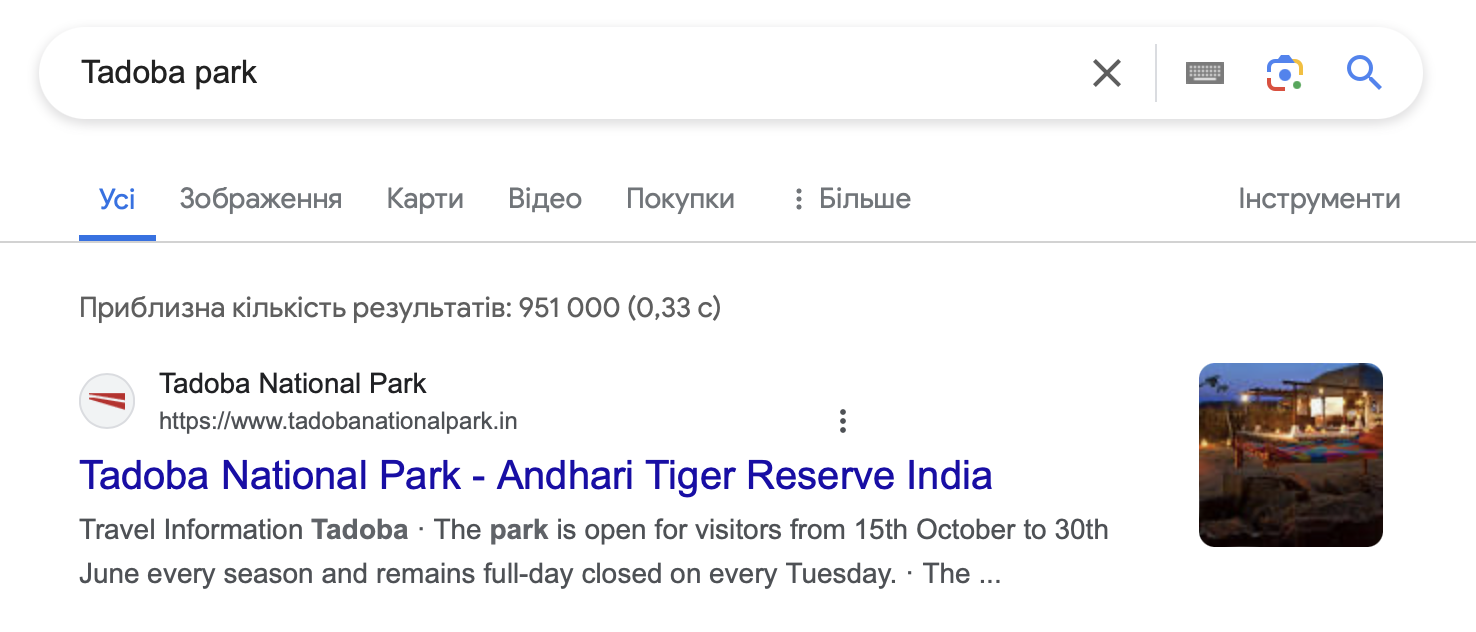 Tadoba park
Усі Зображення Карти Відео Покупки Більше Інструменти
Приблизна кількість результатів: 951 000 (0,33 с)
Tadoba National Park
https://www.tadobanationalpark.in
Tadoba National Park - Andhari Tiger Reserve India
Travel Information Tadoba · The park is open for visitors from 15th October to 30th
June every season and remains full-day closed on every Tuesday. · The ...